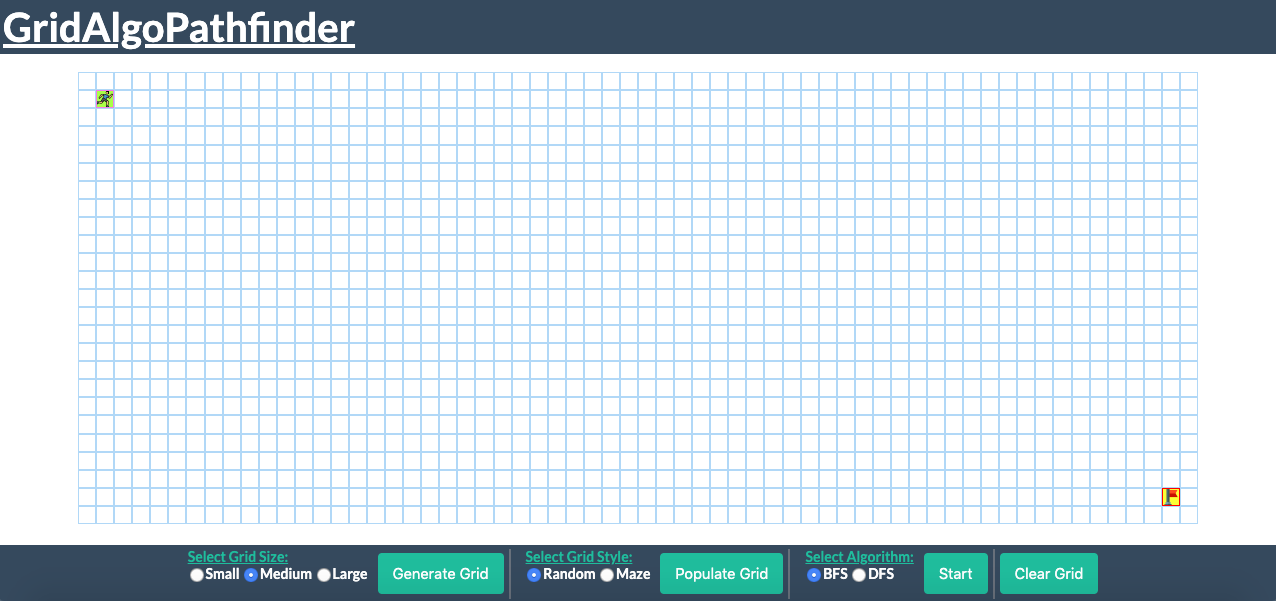 GridAlgoPathfinder
Select Grid Size:
Small Medium Large
Generate Grid
Select Grid Style:
Random Maze
Populate Grid
Select Algorithm:
BFS DFS
Start
Clear Grid